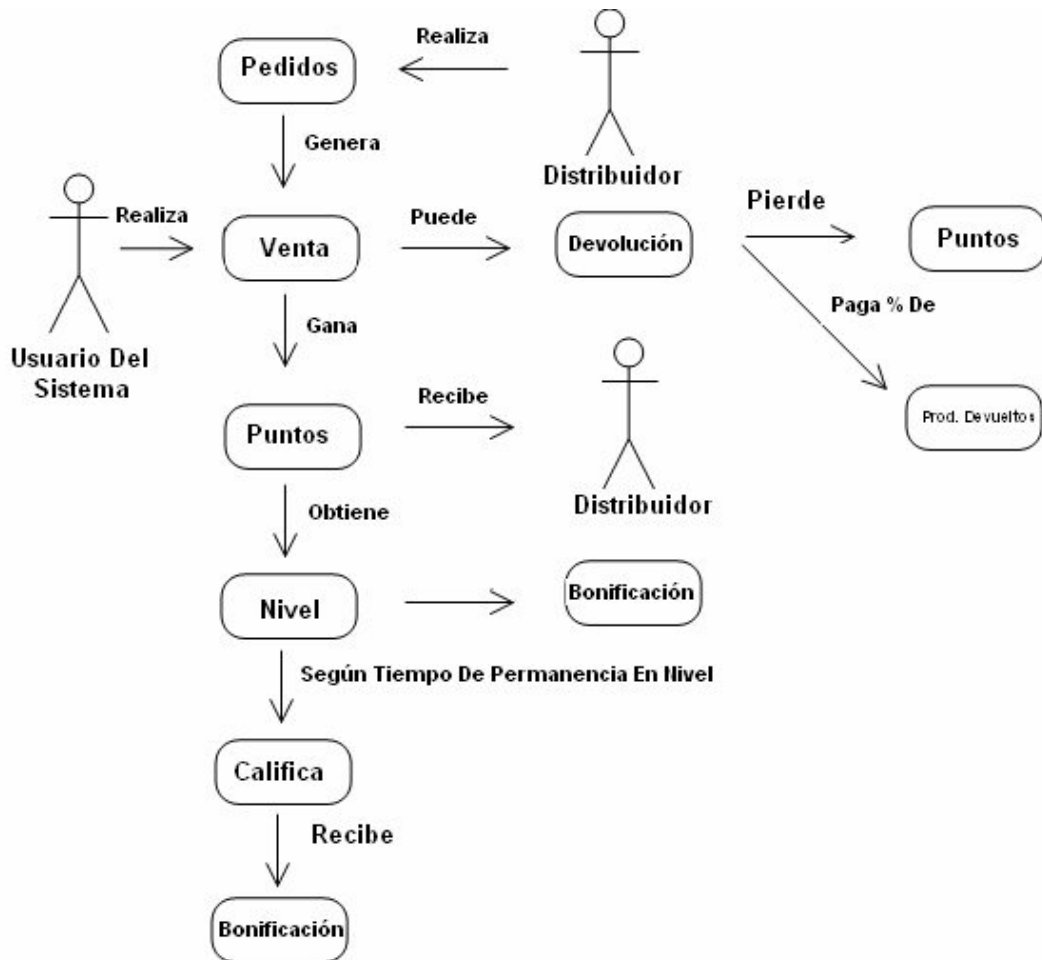 Realiza
Pedidos
Genera
Distribuidor
Realiza
Puede
Pierde
Venta
Devolución
Puntos
Gana
Paga % De
Usuario Del
Sistema
Recibe
Prod. Devueltos
Puntos
Obtiene
Distribuidor
Nivel
Bonificación
Según Tiempo De Permanencia En Nivel
Califica
Recibe
Bonificación